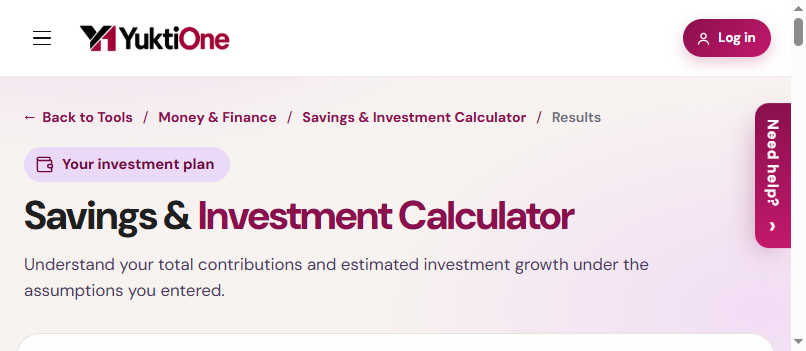 YuktiOne
Log in
← Back to Tools / Money & Finance / Savings & Investment Calculator / Results
Need help? ›
Your investment plan
Savings & Investment Calculator
Understand your total contributions and estimated investment growth under the
assumptions you entered.